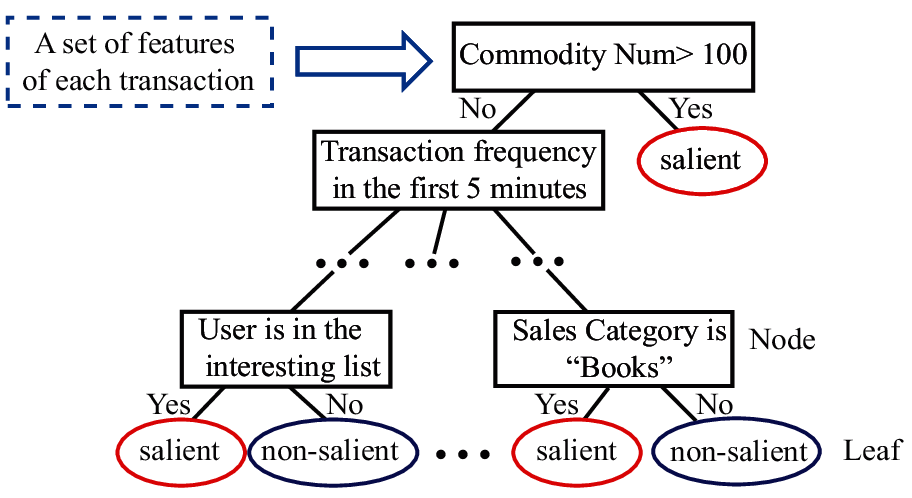 A set of features
of each transaction
Commodity Num> 100
No
Yes
Transaction frequency
in the first 5 minutes
salient
User is in the
interesting list
Sales Category is
“Books”
Node
Yes
No
Yes
No
salient
non-salient
salient
non-salient
Leaf